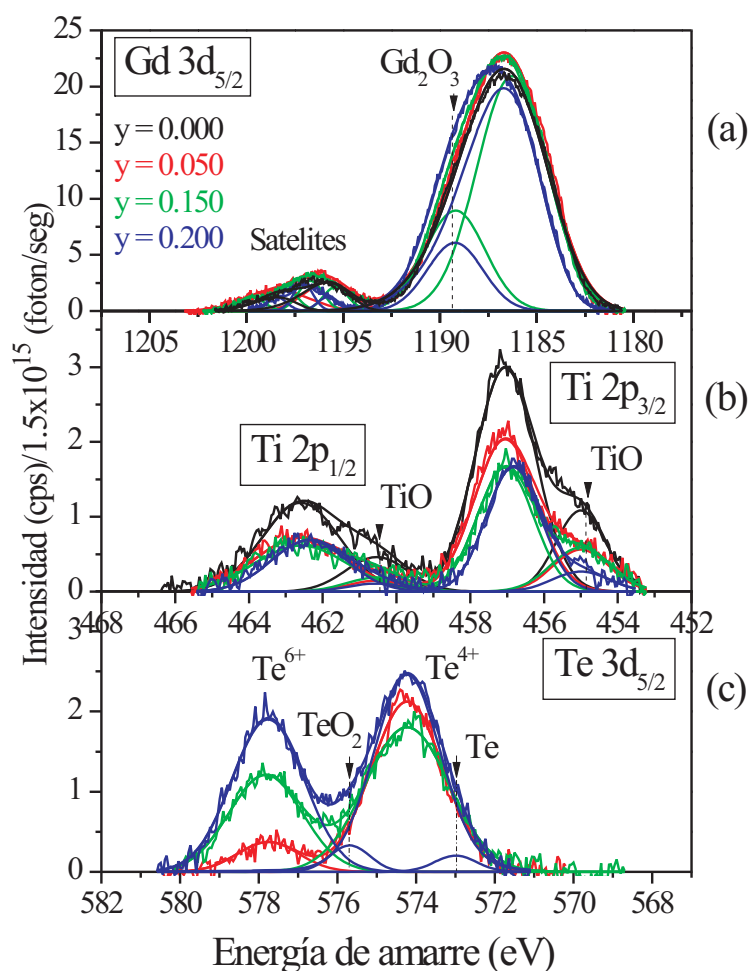 25
20
15
10
5
0
Gd 3d5/2
Gd2O3
y = 0.000
y = 0.050
y = 0.150
y = 0.200
Satelites
(a)
1205 1200 1195 1190 1185 1180
3
2
1
0
Ti 2p1/2
TiO
Ti 2p3/2
TiO
(b)
468 466 464 462 460 458 456 454 452
2
1
0
Te6+
TeO2
Te4+
Te
Te 3d5/2
(c)
582 580 578 576 574 572 570 568
Intensidad (cps)/1.5x10^15 (foton/seg)
Energía de amarre (eV)